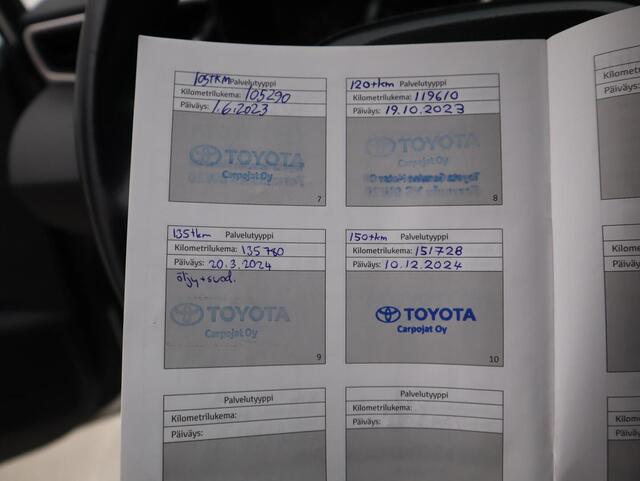 105tkm Palvelutyyppi
Kilometrilukema: 105290
Päiväys: 1.6.2023
TOYOTA
Carpojat Oy
7
120tkm Palvelutyyppi
Kilometrilukema: 119610
Päiväys: 19.10.2023
TOYOTA
Carpojat Oy
8
135tkm Palvelutyyppi
Kilometrilukema: 135780
Päiväys: 20.3.2024
öljy+suod.
TOYOTA
Carpojat Oy
9
150tkm Palvelutyyppi
Kilometrilukema: 151728
Päiväys: 10.12.2024
TOYOTA
Carpojat Oy
10
Palvelutyyppi
Kilometrilukema:
Päiväys:
Palvelutyyppi
Kilometrilukema:
Päiväys: